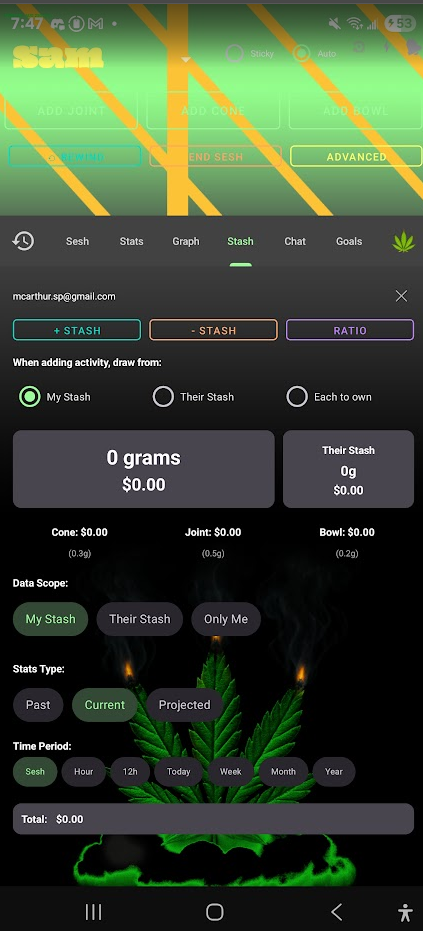 7:47 53
Sam Sticky Auto
ADD JOINT ADD CONE ADD BOWL
END SESH ADVANCED
Sesh Stats Graph Stash Chat Goals
mcarthur.sp@gmail.com
+ STASH - STASH RATIO
When adding activity, draw from:
My Stash Their Stash Each to own
0 grams Their Stash
$0.00 0g
$0.00
Cone: $0.00 Joint: $0.00 Bowl: $0.00
(0.3g) (0.5g) (0.2g)
Data Scope:
My Stash Their Stash Only Me
Stats Type:
Past Current Projected
Time Period:
Sesh Hour 12h Today Week Month Year
Total: $0.00